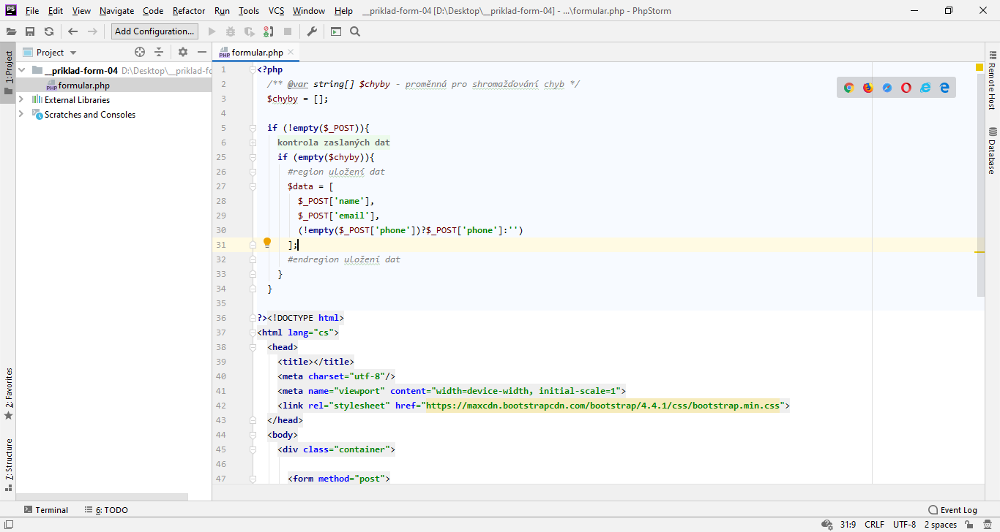 PS File Edit View Navigate Code Refactor Run Tools VCS Window Help __priklad-form-04 [D:\Desktop\__priklad-form-04] - ...\formular.php - PhpStorm
Add Configuration...
Project
formular.php
__priklad-form-04 D:\Desktop\__priklad-fo
formular.php
External Libraries
Scratches and Consoles
1: Project
2: Favorites
7: Structure
1 <?php
2 /** @var string[] $chyby - proměnná pro shromažďování chyb */
3 $chyby = [];
4
5 if (!empty($_POST)){
6 kontrola zaslaných dat
25 if (empty($chyby)){
26 #region uložení dat
27 $data = [
28 $_POST['name'],
29 $_POST['email'],
30 (!empty($_POST['phone'])?$_POST['phone']:'')
31 ];
32 #endregion uložení dat
33 }
34 }
35
36 ?><!DOCTYPE html>
37 <html lang="cs">
38 <head>
39 <title></title>
40 <meta charset="utf-8"/>
41 <meta name="viewport" content="width=device-width, initial-scale=1">
42 <link rel="stylesheet" href="https://maxcdn.bootstrapcdn.com/bootstrap/4.4.1/css/bootstrap.min.css">
43 </head>
44 <body>
45 <div class="container">
46
47 <form method="post">
Remote Host
Database
Terminal 6: TODO Event Log
31:9 CRLF UTF-8 2 spaces